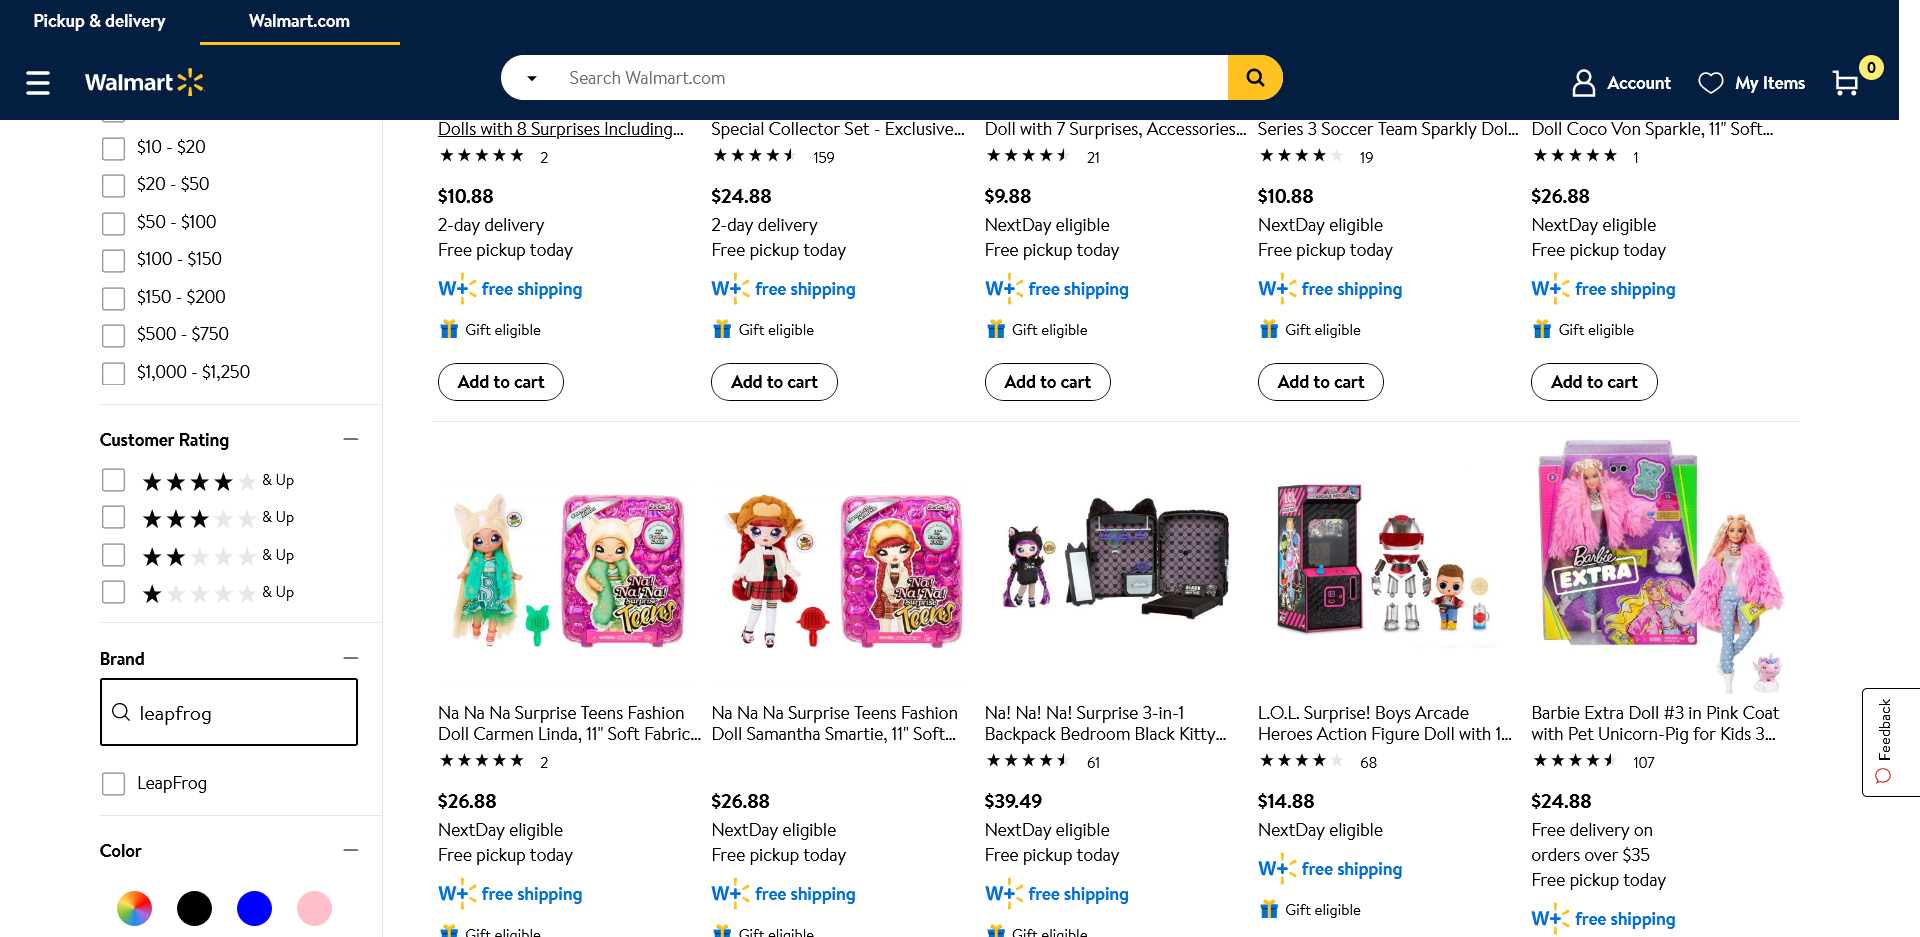 Pickup & delivery
Walmart.com
Walmart
Search Walmart.com
Account
My Items
0
$10 - $20
$20 - $50
$50 - $100
$100 - $150
$150 - $200
$500 - $750
$1,000 - $1,250
Customer Rating
& Up
& Up
& Up
& Up
Brand
leapfrog
LeapFrog
Color
Dolls with 8 Surprises Including...
2
$10.88
2-day delivery
Free pickup today
W+ free shipping
Gift eligible
Add to cart
Special Collector Set - Exclusive...
159
$24.88
2-day delivery
Free pickup today
W+ free shipping
Gift eligible
Add to cart
Doll with 7 Surprises, Accessories...
21
$9.88
NextDay eligible
Free pickup today
W+ free shipping
Gift eligible
Add to cart
Series 3 Soccer Team Sparkly Dol...
19
$10.88
NextDay eligible
Free pickup today
W+ free shipping
Gift eligible
Add to cart
Doll Coco Von Sparkle, 11" Soft...
1
$26.88
NextDay eligible
Free pickup today
W+ free shipping
Gift eligible
Add to cart
Na! Na! Na!
Surprise
Teens
Na Na Na Surprise Teens Fashion
Doll Carmen Linda, 11" Soft Fabric...
2
$26.88
NextDay eligible
Free pickup today
W+ free shipping
Gift eligible
Na! Na! Na!
Surprise
Teens
Na Na Na Surprise Teens Fashion
Doll Samantha Smartie, 11" Soft...
$26.88
NextDay eligible
Free pickup today
W+ free shipping
Gift eligible
Na! Na! Na! Surprise 3-in-1
Backpack Bedroom Black Kitty...
61
$39.49
NextDay eligible
Free pickup today
W+ free shipping
Gift eligible
L.O.L. Surprise! Boys Arcade
Heroes Action Figure Doll with 1...
68
$14.88
NextDay eligible
W+ free shipping
Gift eligible
Barbie
EXTRA
Barbie Extra Doll #3 in Pink Coat
with Pet Unicorn-Pig for Kids 3...
107
$24.88
Free delivery on
orders over $35
Free pickup today
W+ free shipping
Feedback